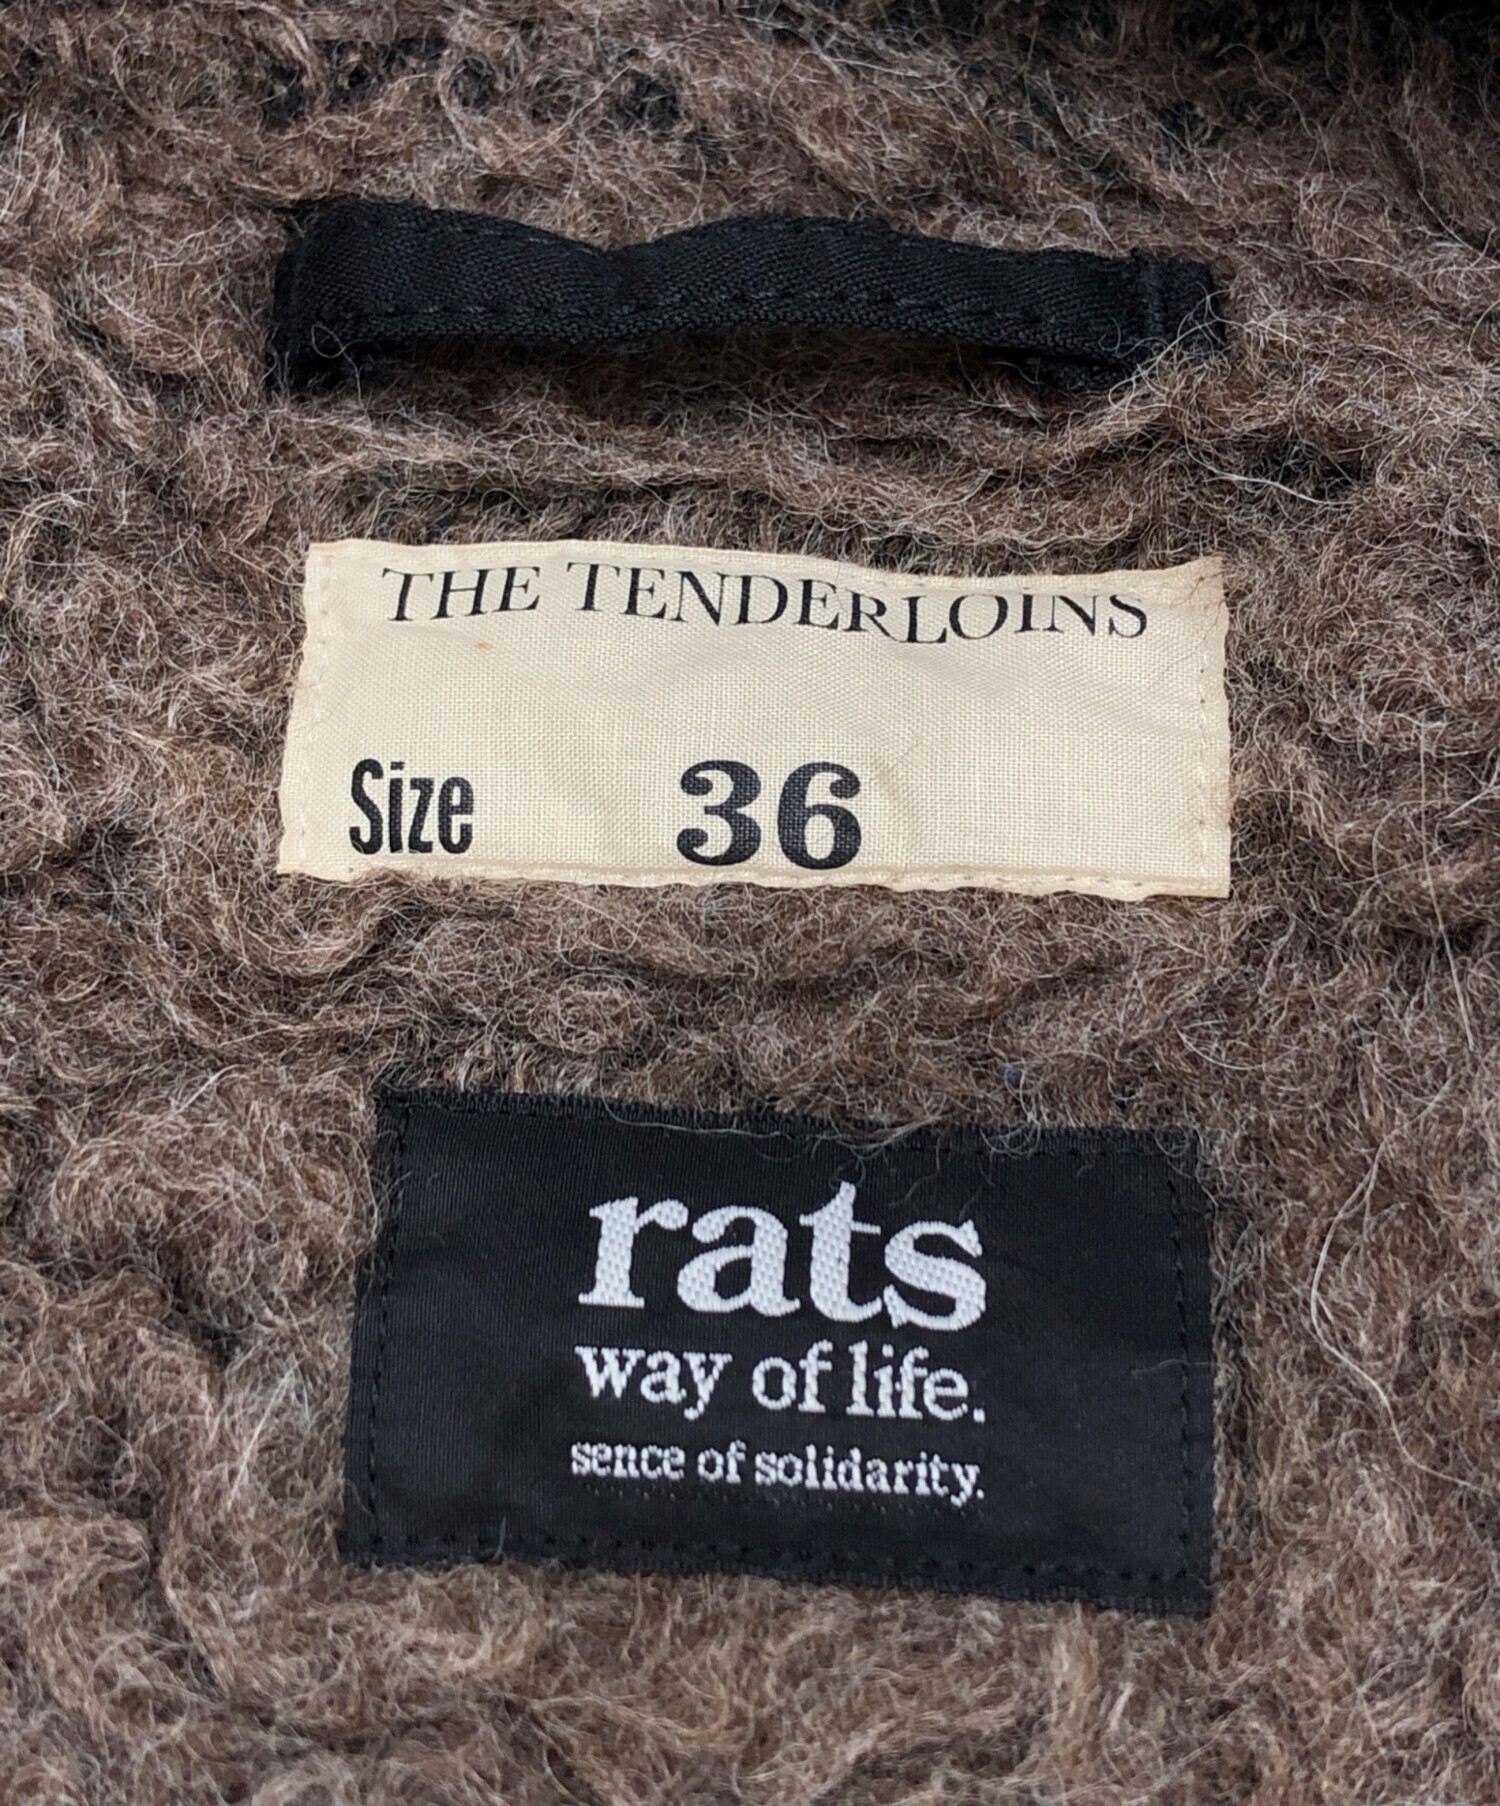 THE TENDERLOINS
Size 36
rats
way of life.
sence of solidarity.